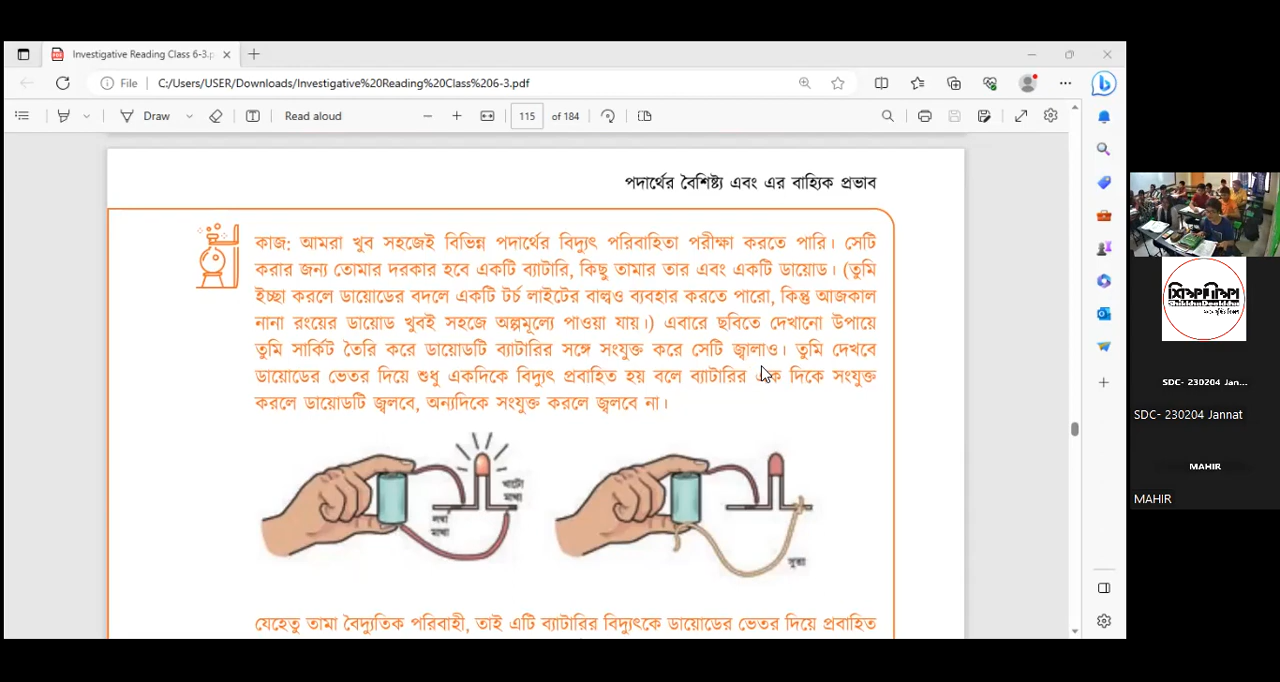 Investigative Reading Class 6-3.p
File
C:/Users/USER/Downloads/Investigative%20Reading%20Class%206-3.pdf
Draw
Read aloud
115 of 184
পদার্থের বৈশিষ্ট্য এবং এর বাহ্যিক প্রভাব
কাজ: আমরা খুব সহজেই বিভিন্ন পদার্থের বিদ্যুৎ পরিবাহিতা পরীক্ষা করতে পারি। সেটি
করার জন্য তোমার দরকার হবে একটি ব্যাটারি, কিছু তামার তার এবং একটি ডায়োড। (তুমি
ইচ্ছা করলে ডায়োডের বদলে একটি টর্চ লাইটের বাল্বও ব্যবহার করতে পারো, কিন্তু আজকাল
নানা রংয়ের ডায়োড খুবই সহজে অল্পমূল্যে পাওয়া যায়।) এবারে ছবিতে দেখানো উপায়ে
তুমি সার্কিট তৈরি করে ডায়োডটি ব্যাটারির সঙ্গে সংযুক্ত করে সেটি জ্বালাও। তুমি দেখবে
ডায়োডের ভেতর দিয়ে শুধু একদিকে বিদ্যুৎ প্রবাহিত হয় বলে ব্যাটারির এক দিকে সংযুক্ত
করলে ডায়োডটি জ্বলবে, অন্যদিকে সংযুক্ত করলে জ্বলবে না।
খাটো
মাথা
লম্বা
মাথা
সুতা
যেহেতু তামা বৈদ্যুতিক পরিবাহী, তাই এটি ব্যাটারির বিদ্যুৎকে ডায়োডের ভেতর দিয়ে প্রবাহিত
SDC- 230204 Jan...
SDC- 230204 Jannat
MAHIR
MAHIR